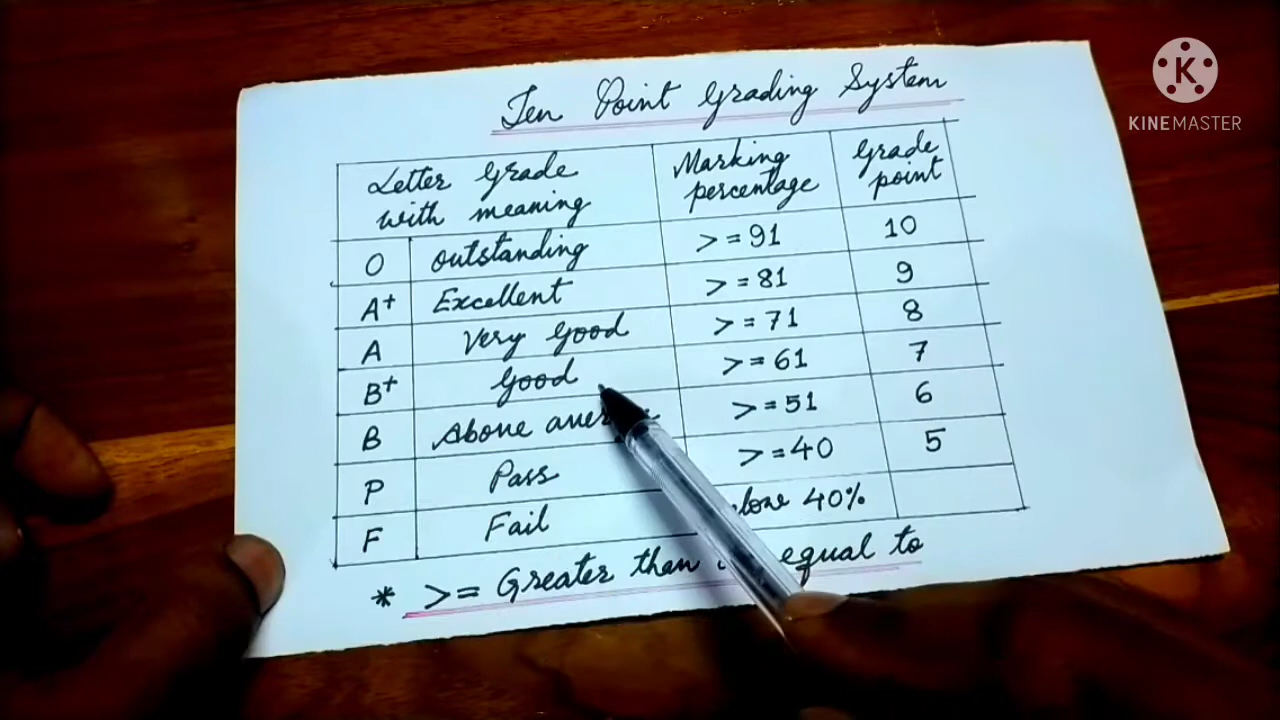 KINEMASTER
Ten Point Grading System
Letter Grade with meaning Marking percentage Grade point
O Outstanding >=91 10
A+ Excellent >=81 9
A Very Good >=71 8
B+ Good >=61 7
B Above >=51 6
P Pass >=40 5
F Fail 40%
* >= Greater than equal to